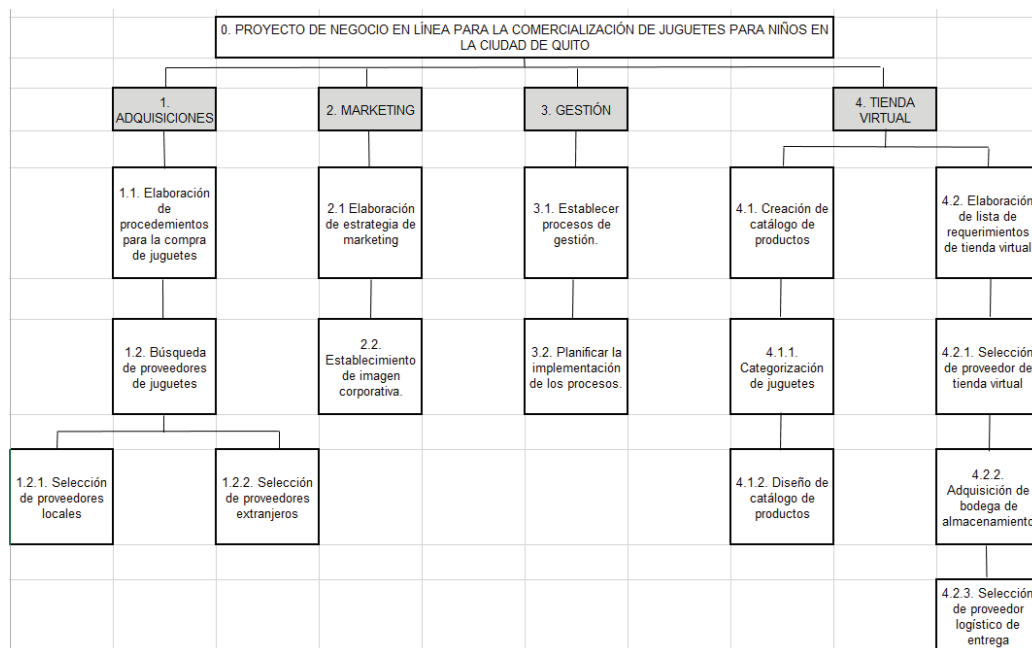 0. PROYECTO DE NEGOCIO EN LÍNEA PARA LA COMERCIALIZACIÓN DE JUGUETES PARA NIÑOS EN
LA CIUDAD DE QUITO
1.
ADQUISICIONES
2. MARKETING
3. GESTIÓN
4. TIENDA
VIRTUAL
1.1. Elaboración
de
procedemientos
para la compra
de juguetes
2.1 Elaboración
de estrategia de
marketing
3.1. Establecer
procesos de
gestión.
4.1. Creación de
catálogo de
productos
4.2. Elaboración
de lista de
requerimientos
de tienda virtual
1.2. Búsqueda
de proveedores
de juguetes
2.2.
Establecimiento
de imagen
corporativa.
3.2. Planificar la
implementación
de los procesos.
4.1.1.
Categorización
de juguetes
4.2.1. Selección
de proveedor de
tienda virtual
1.2.1. Selección
de proveedores
locales
1.2.2. Selección
de proveedores
extranjeros
4.1.2. Diseño de
catálogo de
productos
4.2.2.
Adquisición de
bodega de
almacenamiento
4.2.3. Selección
de proveedor
logístico de
entrega